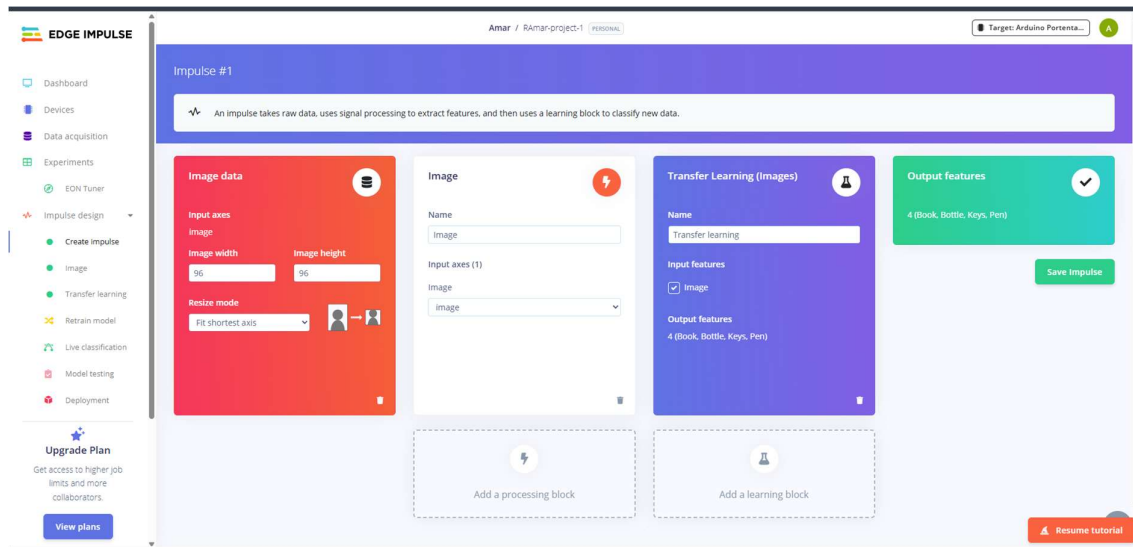 EDGE IMPULSE
Amar / RAmar-project-1 PERSONAL
Target: Arduino Portenta...
A
Dashboard
Devices
Data acquisition
Experiments
EON Tuner
Impulse design
Create impulse
Image
Transfer learning
Retrain model
Live classification
Model testing
Deployment
Upgrade Plan
Get access to higher job
limits and more
collaborators.
View plans
Impulse #1
An impulse takes raw data, uses signal processing to extract features, and then uses a learning block to classify new data.
Image data
Input axes
Image
Image width Image height
96 96
Resize mode
Fit shortest axis
Image
Name
Image
Input axes (1)
Image
image
Add a processing block
Transfer Learning (Images)
Name
Transfer learning
Input features
Image
Output features
4 (Book, Bottle, Keys, Pen)
Add a learning block
Output features
4 (Book, Bottle, Keys, Pen)
Save Impulse
Resume tutorial